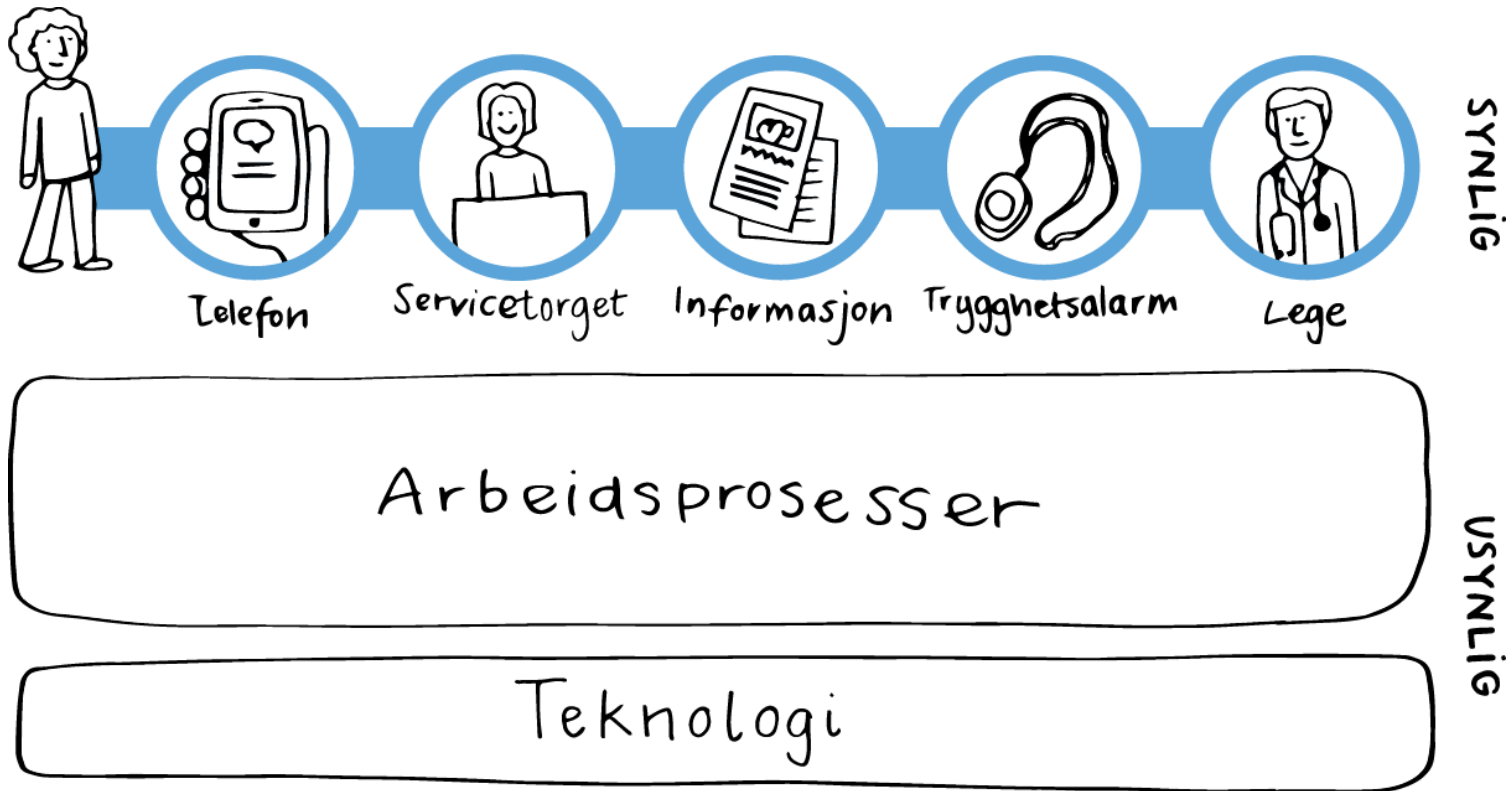 Telefon
Servicetorget
Informasjon
Trygghetsalarm
Lege
SYNLiG
Arbeidsprosesser
Teknologi
USYNLiG